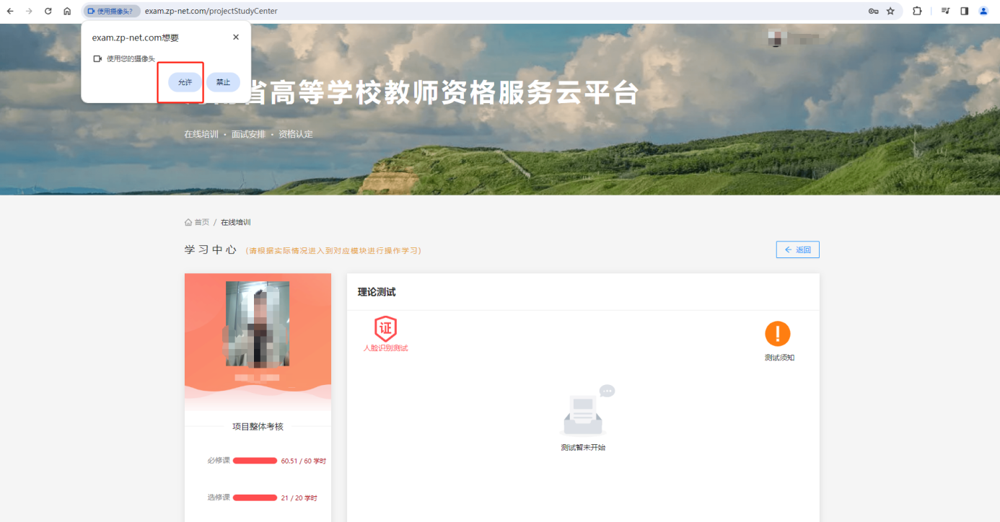 使用摄像头?
exam.zp-net.com/projectStudyCenter
exam.zp-net.com想要
使用您的摄像头
允许
禁止
省高等学校教师资格服务云平台
在线培训 · 面试安排 · 资格认定
首页 / 在线培训
学习中心 (请根据实际情况进入到对应模块进行操作学习)
返回
理论测试
证
人脸识别测试
测试须知
测试暂未开始
项目整体考核
必修课 60.51 / 60 学时
选修课 21 / 20 学时